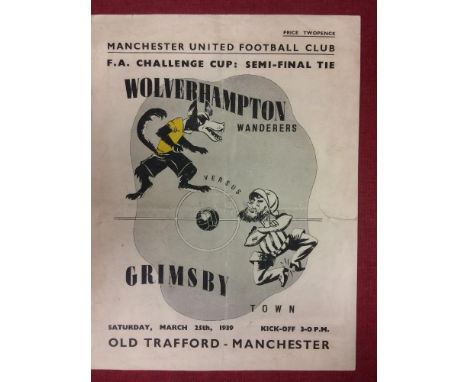 PRICE TWOPENCE
MANCHESTER UNITED FOOTBALL CLUB
F.A. CHALLENGE CUP: SEMI-FINAL TIE
WOLVERHAMPTON
WANDERERS
VERSUS
GRIMSBY
TOWN
SATURDAY, MARCH 25th, 1939 KICK-OFF 3-0 P.M.
OLD TRAFFORD - MANCHESTER